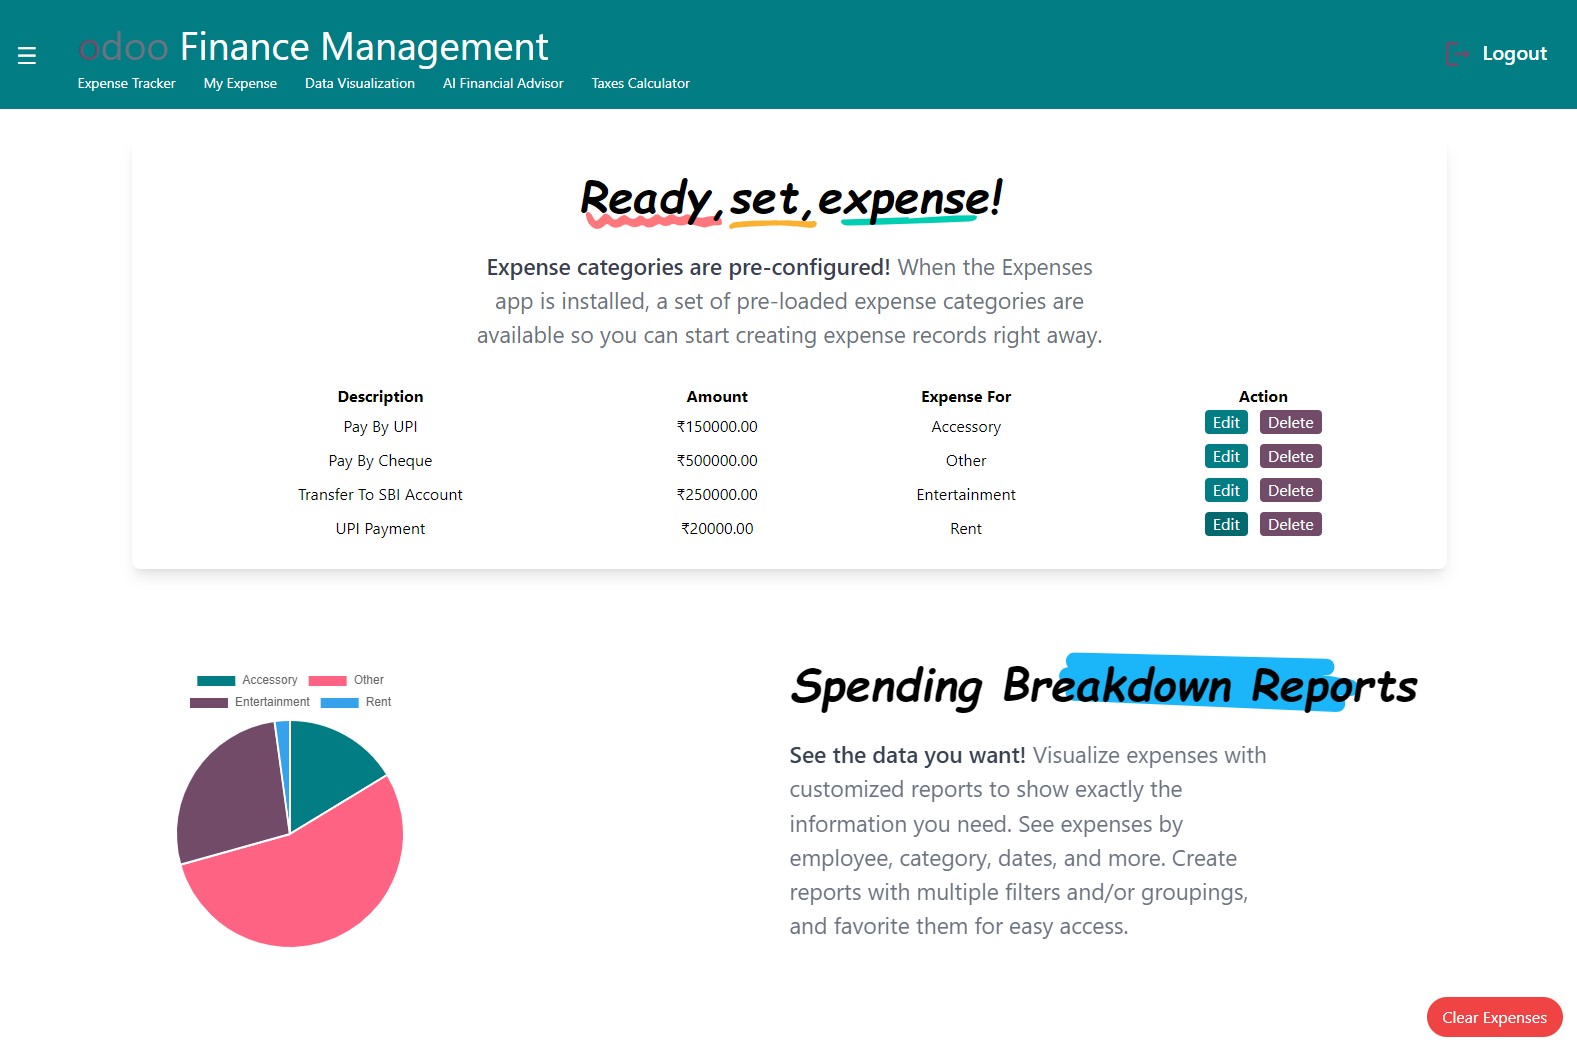 ☰
odoo Finance Management
Expense Tracker My Expense Data Visualization AI Financial Advisor Taxes Calculator
Logout
Ready,set,expense!
Expense categories are pre-configured! When the Expenses
app is installed, a set of pre-loaded expense categories are
available so you can start creating expense records right away.
Description Amount Expense For Action
Pay By UPI ₹150000.00 Accessory Edit Delete
Pay By Cheque ₹500000.00 Other Edit Delete
Transfer To SBI Account ₹250000.00 Entertainment Edit Delete
UPI Payment ₹20000.00 Rent Edit Delete
Accessory Other
Entertainment Rent
Spending Breakdown Reports
See the data you want! Visualize expenses with
customized reports to show exactly the
information you need. See expenses by
employee, category, dates, and more. Create
reports with multiple filters and/or groupings,
and favorite them for easy access.
Clear Expenses